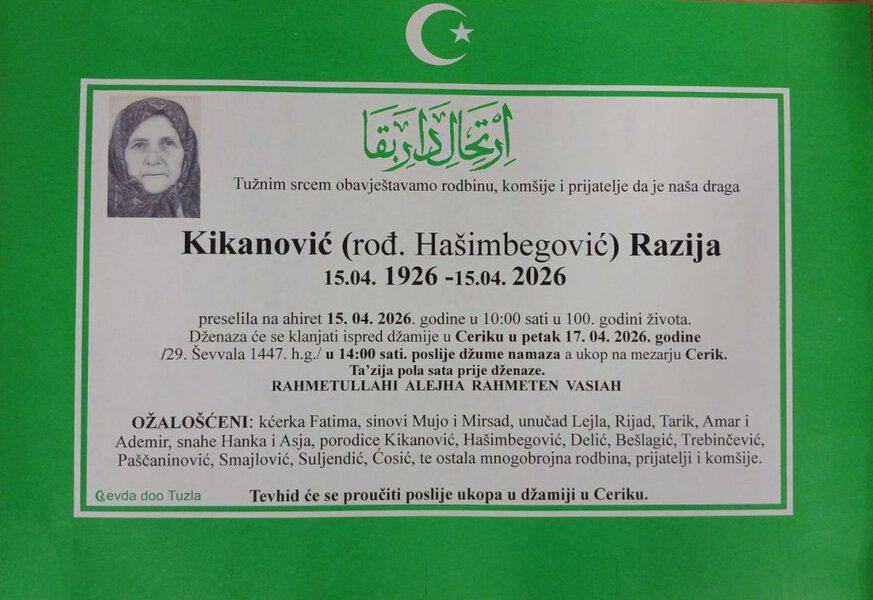 اِرْتِحَالِ دَارِ بَقَا
Tužnim srcem obavještavamo rodbinu, komšije i prijatelje da je naša draga
Kikanović (rođ. Hašimbegović) Razija
15.04. 1926 -15.04. 2026
preselila na ahiret 15. 04. 2026. godine u 10:00 sati u 100. godini života.
Dženaza će se klanjati ispred džamije u Ceriku u petak 17. 04. 2026. godine
/29. Ševvala 1447. h.g./ u 14:00 sati. poslije džume namaza a ukop na mezarju Cerik.
Ta'zija pola sata prije dženaze.
RAHMETULLAHI ALEJHA RAHMETEN VASIAH
OŽALOŠĆENI: kćerka Fatima, sinovi Mujo i Mirsad, unučad Lejla, Rijad, Tarik, Amar i
Ademir, snahe Hanka i Asja, porodice Kikanović, Hašimbegović, Delić, Bešlagić, Trebinčević,
Paščaninović, Smajlović, Suljendić, Ćosić, te ostala mnogobrojna rodbina, prijatelji i komšije.
Tevhid će se proučiti poslije ukopa u džamiji u Ceriku.
evda doo Tuzla